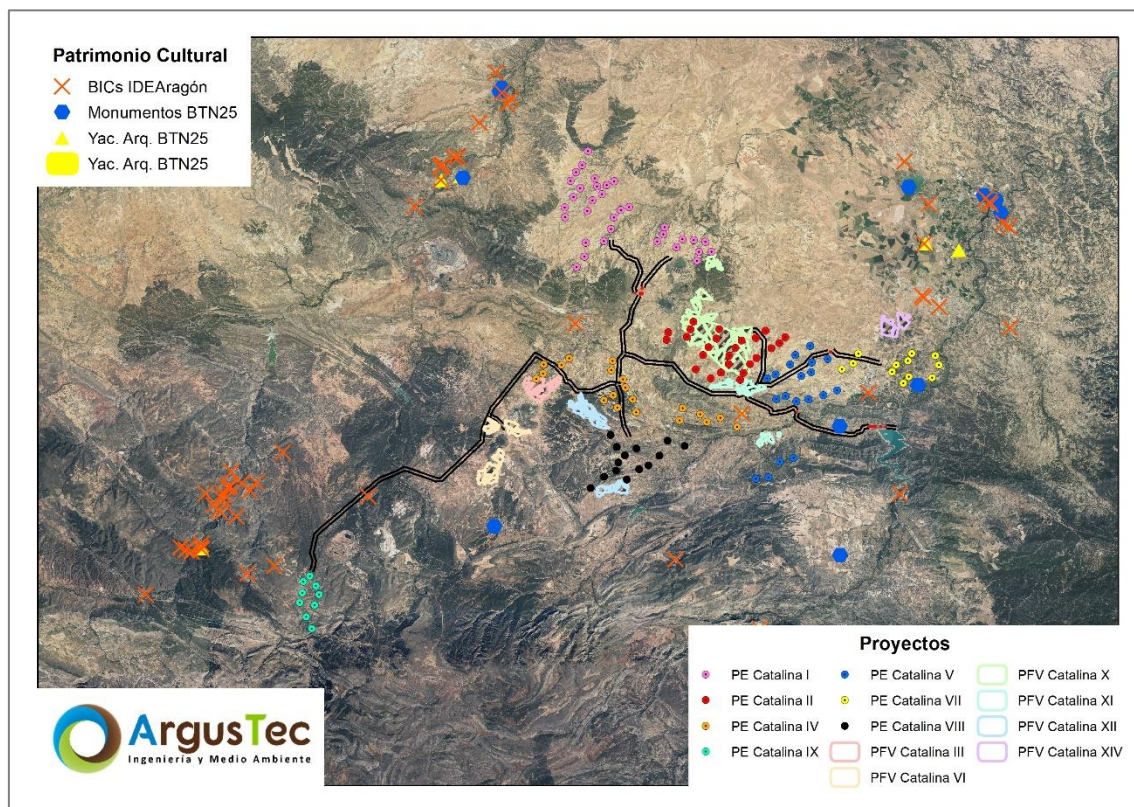 Patrimonio Cultural
BICs IDEAragón
Monumentos BTN25
Yac. Arq. BTN25
Yac. Arq. BTN25
Proyectos
PE Catalina I
PE Catalina V
PFV Catalina X
PE Catalina II
PE Catalina VII
PFV Catalina XI
PE Catalina IV
PE Catalina VIII
PFV Catalina XII
PE Catalina IX
PFV Catalina III
PFV Catalina XIV
PFV Catalina VI
ArgusTec
Ingeniería y Medio Ambiente